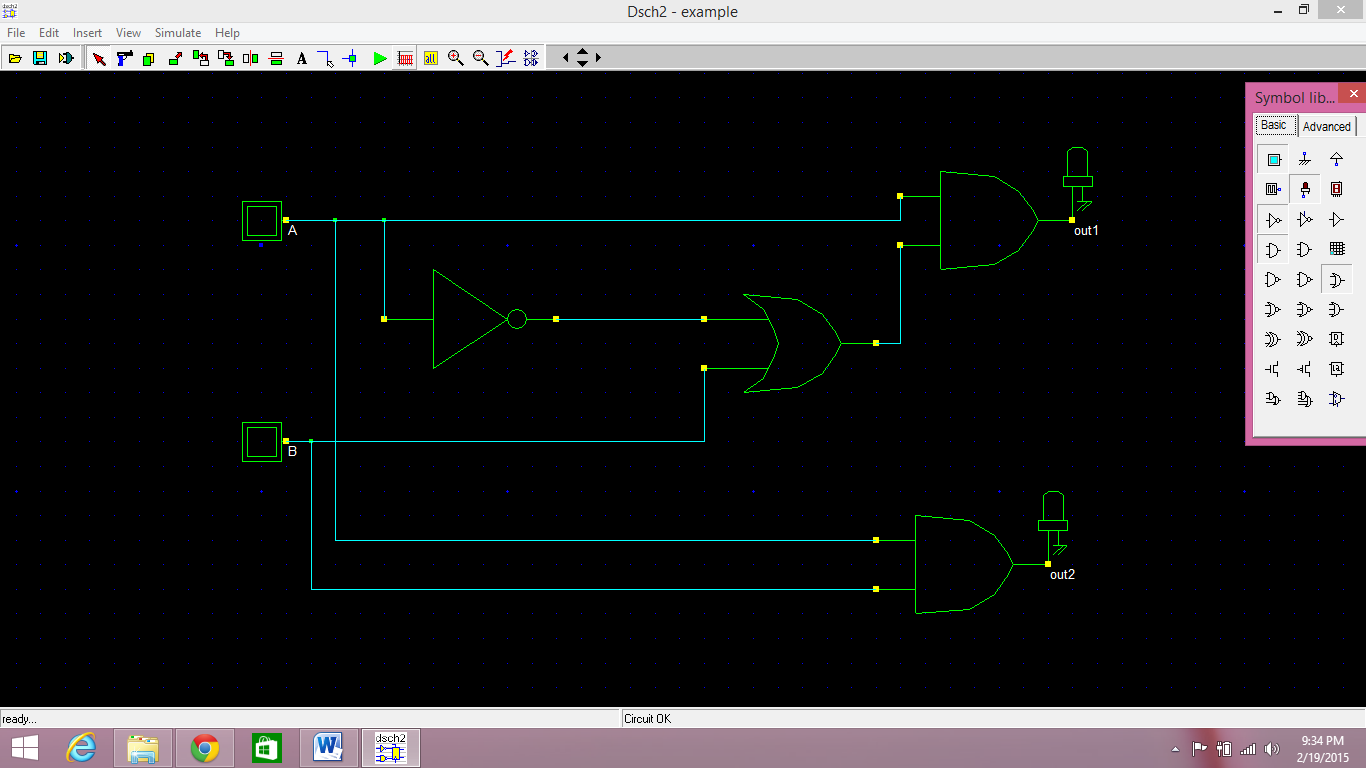 dsch2
Dsch2 - example
File Edit Insert View Simulate Help
A
Symbol lib...
Basic Advanced
out1
A
B
out2
ready... Circuit OK
dsch2
9:34 PM
2/19/2015